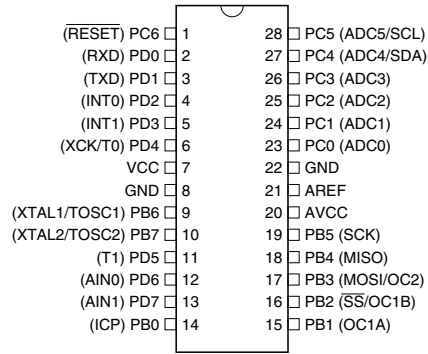 (RESET) PC6 1 28 PC5 (ADC5/SCL)
(RXD) PD0 2 27 PC4 (ADC4/SDA)
(TXD) PD1 3 26 PC3 (ADC3)
(INT0) PD2 4 25 PC2 (ADC2)
(INT1) PD3 5 24 PC1 (ADC1)
(XCK/T0) PD4 6 23 PC0 (ADC0)
VCC 7 22 GND
GND 8 21 AREF
(XTAL1/TOSC1) PB6 9 20 AVCC
(XTAL2/TOSC2) PB7 10 19 PB5 (SCK)
(T1) PD5 11 18 PB4 (MISO)
(AIN0) PD6 12 17 PB3 (MOSI/OC2)
(AIN1) PD7 13 16 PB2 (SS/OC1B)
(ICP) PB0 14 15 PB1 (OC1A)